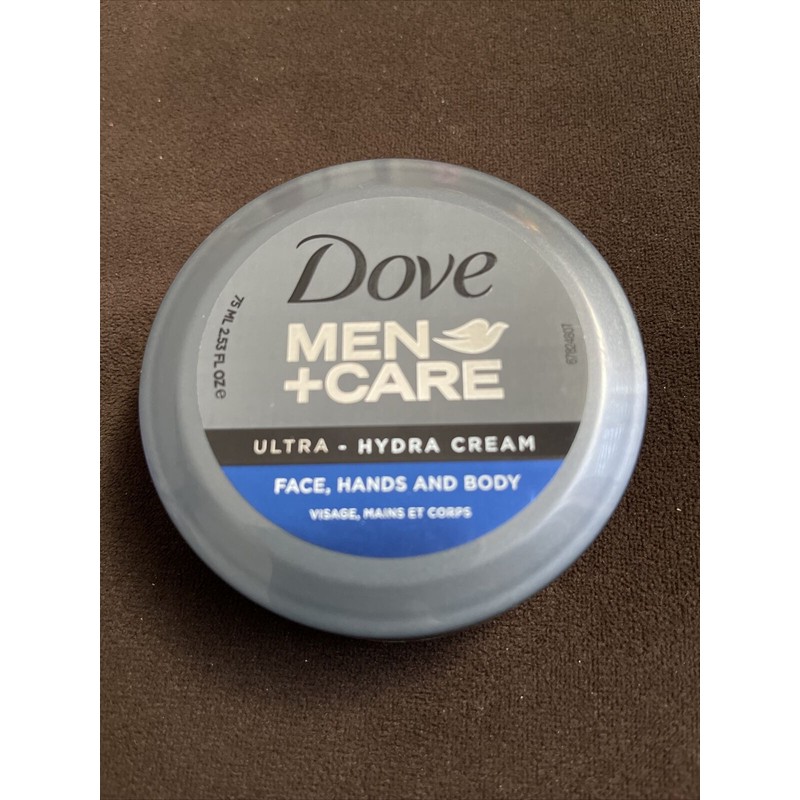 Dove
MEN
+CARE
75 ML 2.53 FL.OZ e
67824807
ULTRA - HYDRA CREAM
FACE, HANDS AND BODY
VISAGE, MAINS ET CORPS